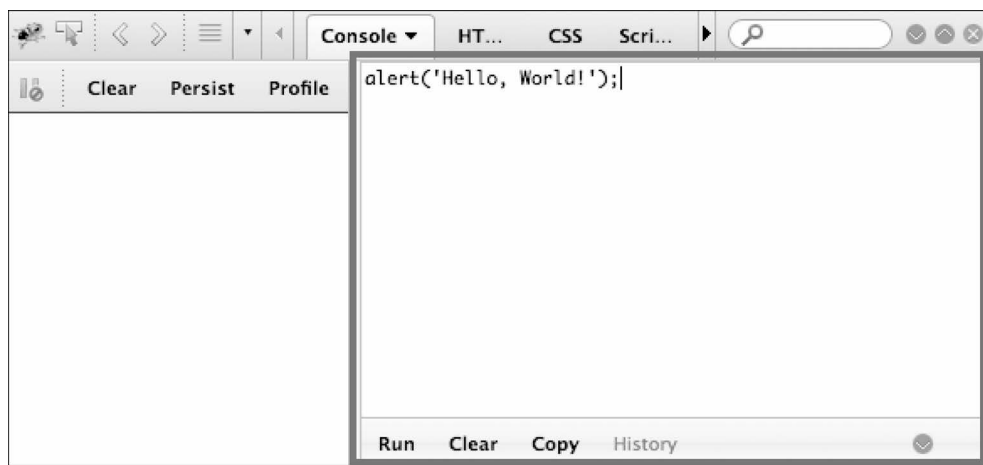 Console HT... CSS Scri...
Clear Persist Profile
alert('Hello, World!');
Run Clear Copy History